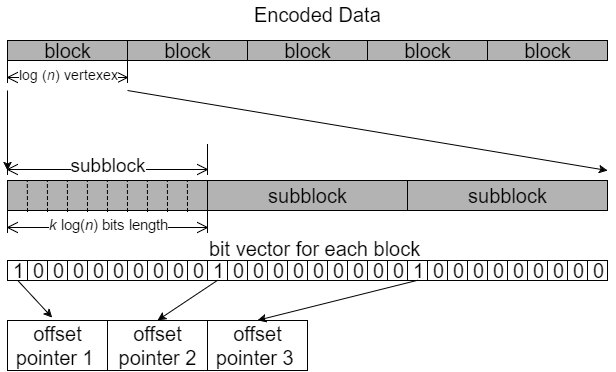 Encoded Data
block block block block block
log (n) vertexex
subblock
subblock subblock
k log(n) bits length
bit vector for each block
1 0 0 0 0 0 0 0 0 0 1 0 0 0 0 0 0 0 0 0 1 0 0 0 0 0 0 0 0 0
offset offset offset
pointer 1 pointer 2 pointer 3